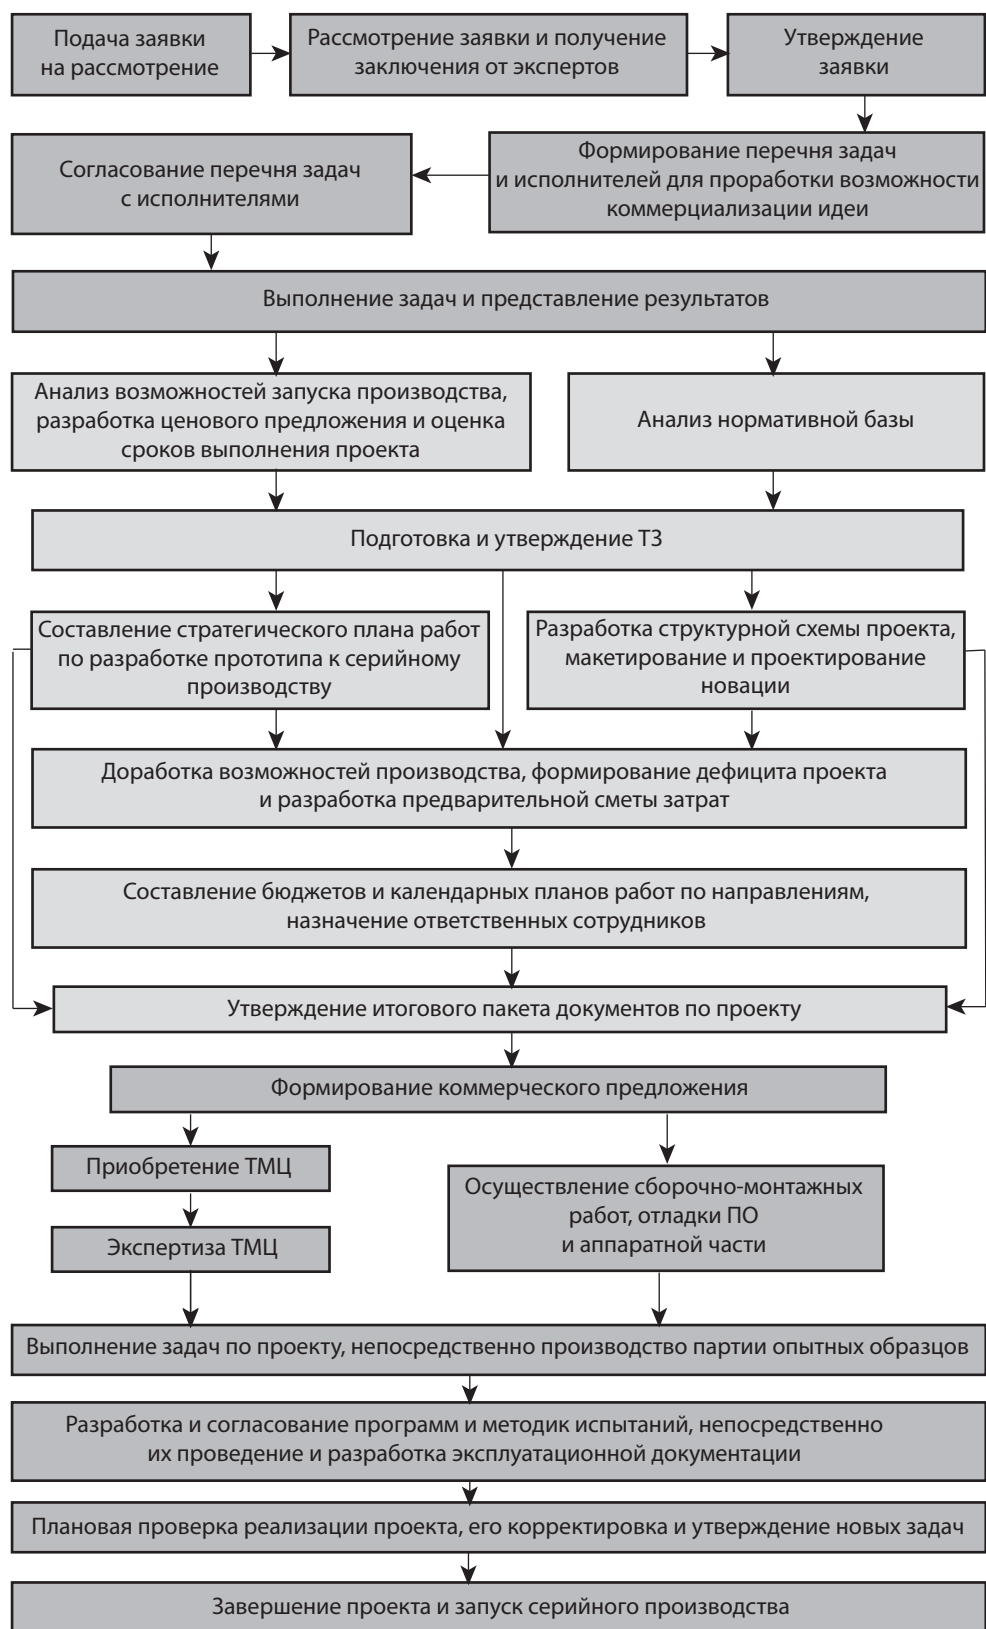 Подача заявки
на рассмотрение
Рассмотрение заявки и получение
заключения от экспертов
Утверждение
заявки
Формирование перечня задач
и исполнителей для проработки возможности
коммерциализации идеи
Согласование перечня задач
с исполнителями
Выполнение задач и представление результатов
Анализ возможностей запуска производства,
разработка ценового предложения и оценка
сроков выполнения проекта
Анализ нормативной базы
Подготовка и утверждение ТЗ
Составление стратегического плана работ
по разработке прототипа к серийному
производству
Разработка структурной схемы проекта,
макетирование и проектирование
новации
Доработка возможностей производства, формирование дефицита проекта
и разработка предварительной сметы затрат
Составление бюджетов и календарных планов работ по направлениям,
назначение ответственных сотрудников
Утверждение итогового пакета документов по проекту
Формирование коммерческого предложения
Приобретение ТМЦ
Экспертиза ТМЦ
Осуществление сборочно-монтажных
работ, отладки ПО
и аппаратной части
Выполнение задач по проекту, непосредственно производство партии опытных образцов
Разработка и согласование программ и методик испытаний, непосредственно
их проведение и разработка эксплуатационной документации
Плановая проверка реализации проекта, его корректировка и утверждение новых задач
Завершение проекта и запуск серийного производства